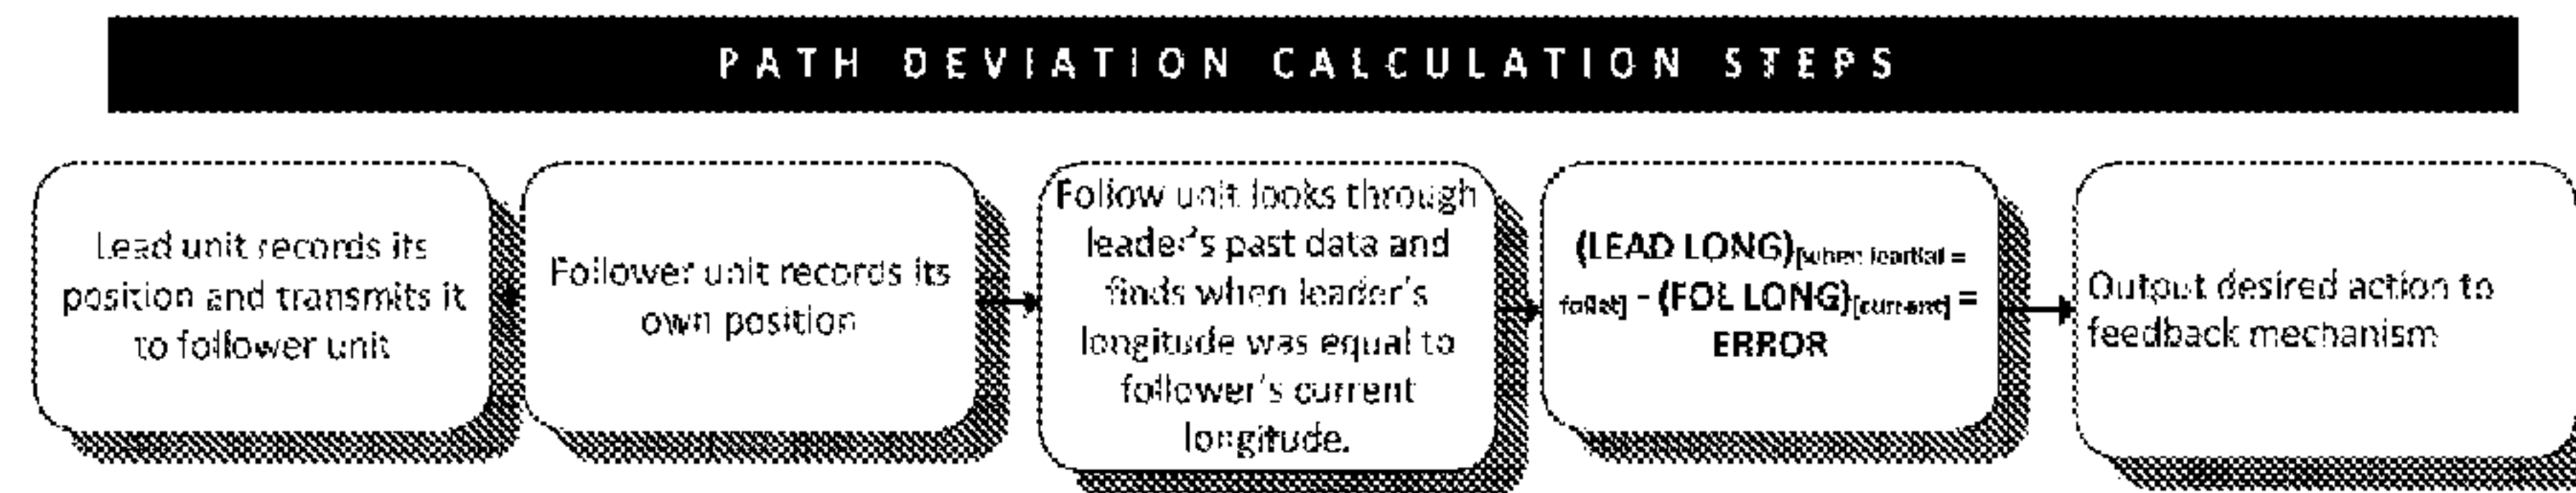 PATH DEVIATION CALCULATION STEPS
Lead unit records its
position and transmits it
to follower unit
Follower unit records its
own position
Follow unit looks through
leader's past data and
finds when leader's
longitude was equal to
follower's current
longitude.
(LEAD LONG)[when =
] - (FOL LONG)[current] =
ERROR
Output desired action to
feedback mechanism